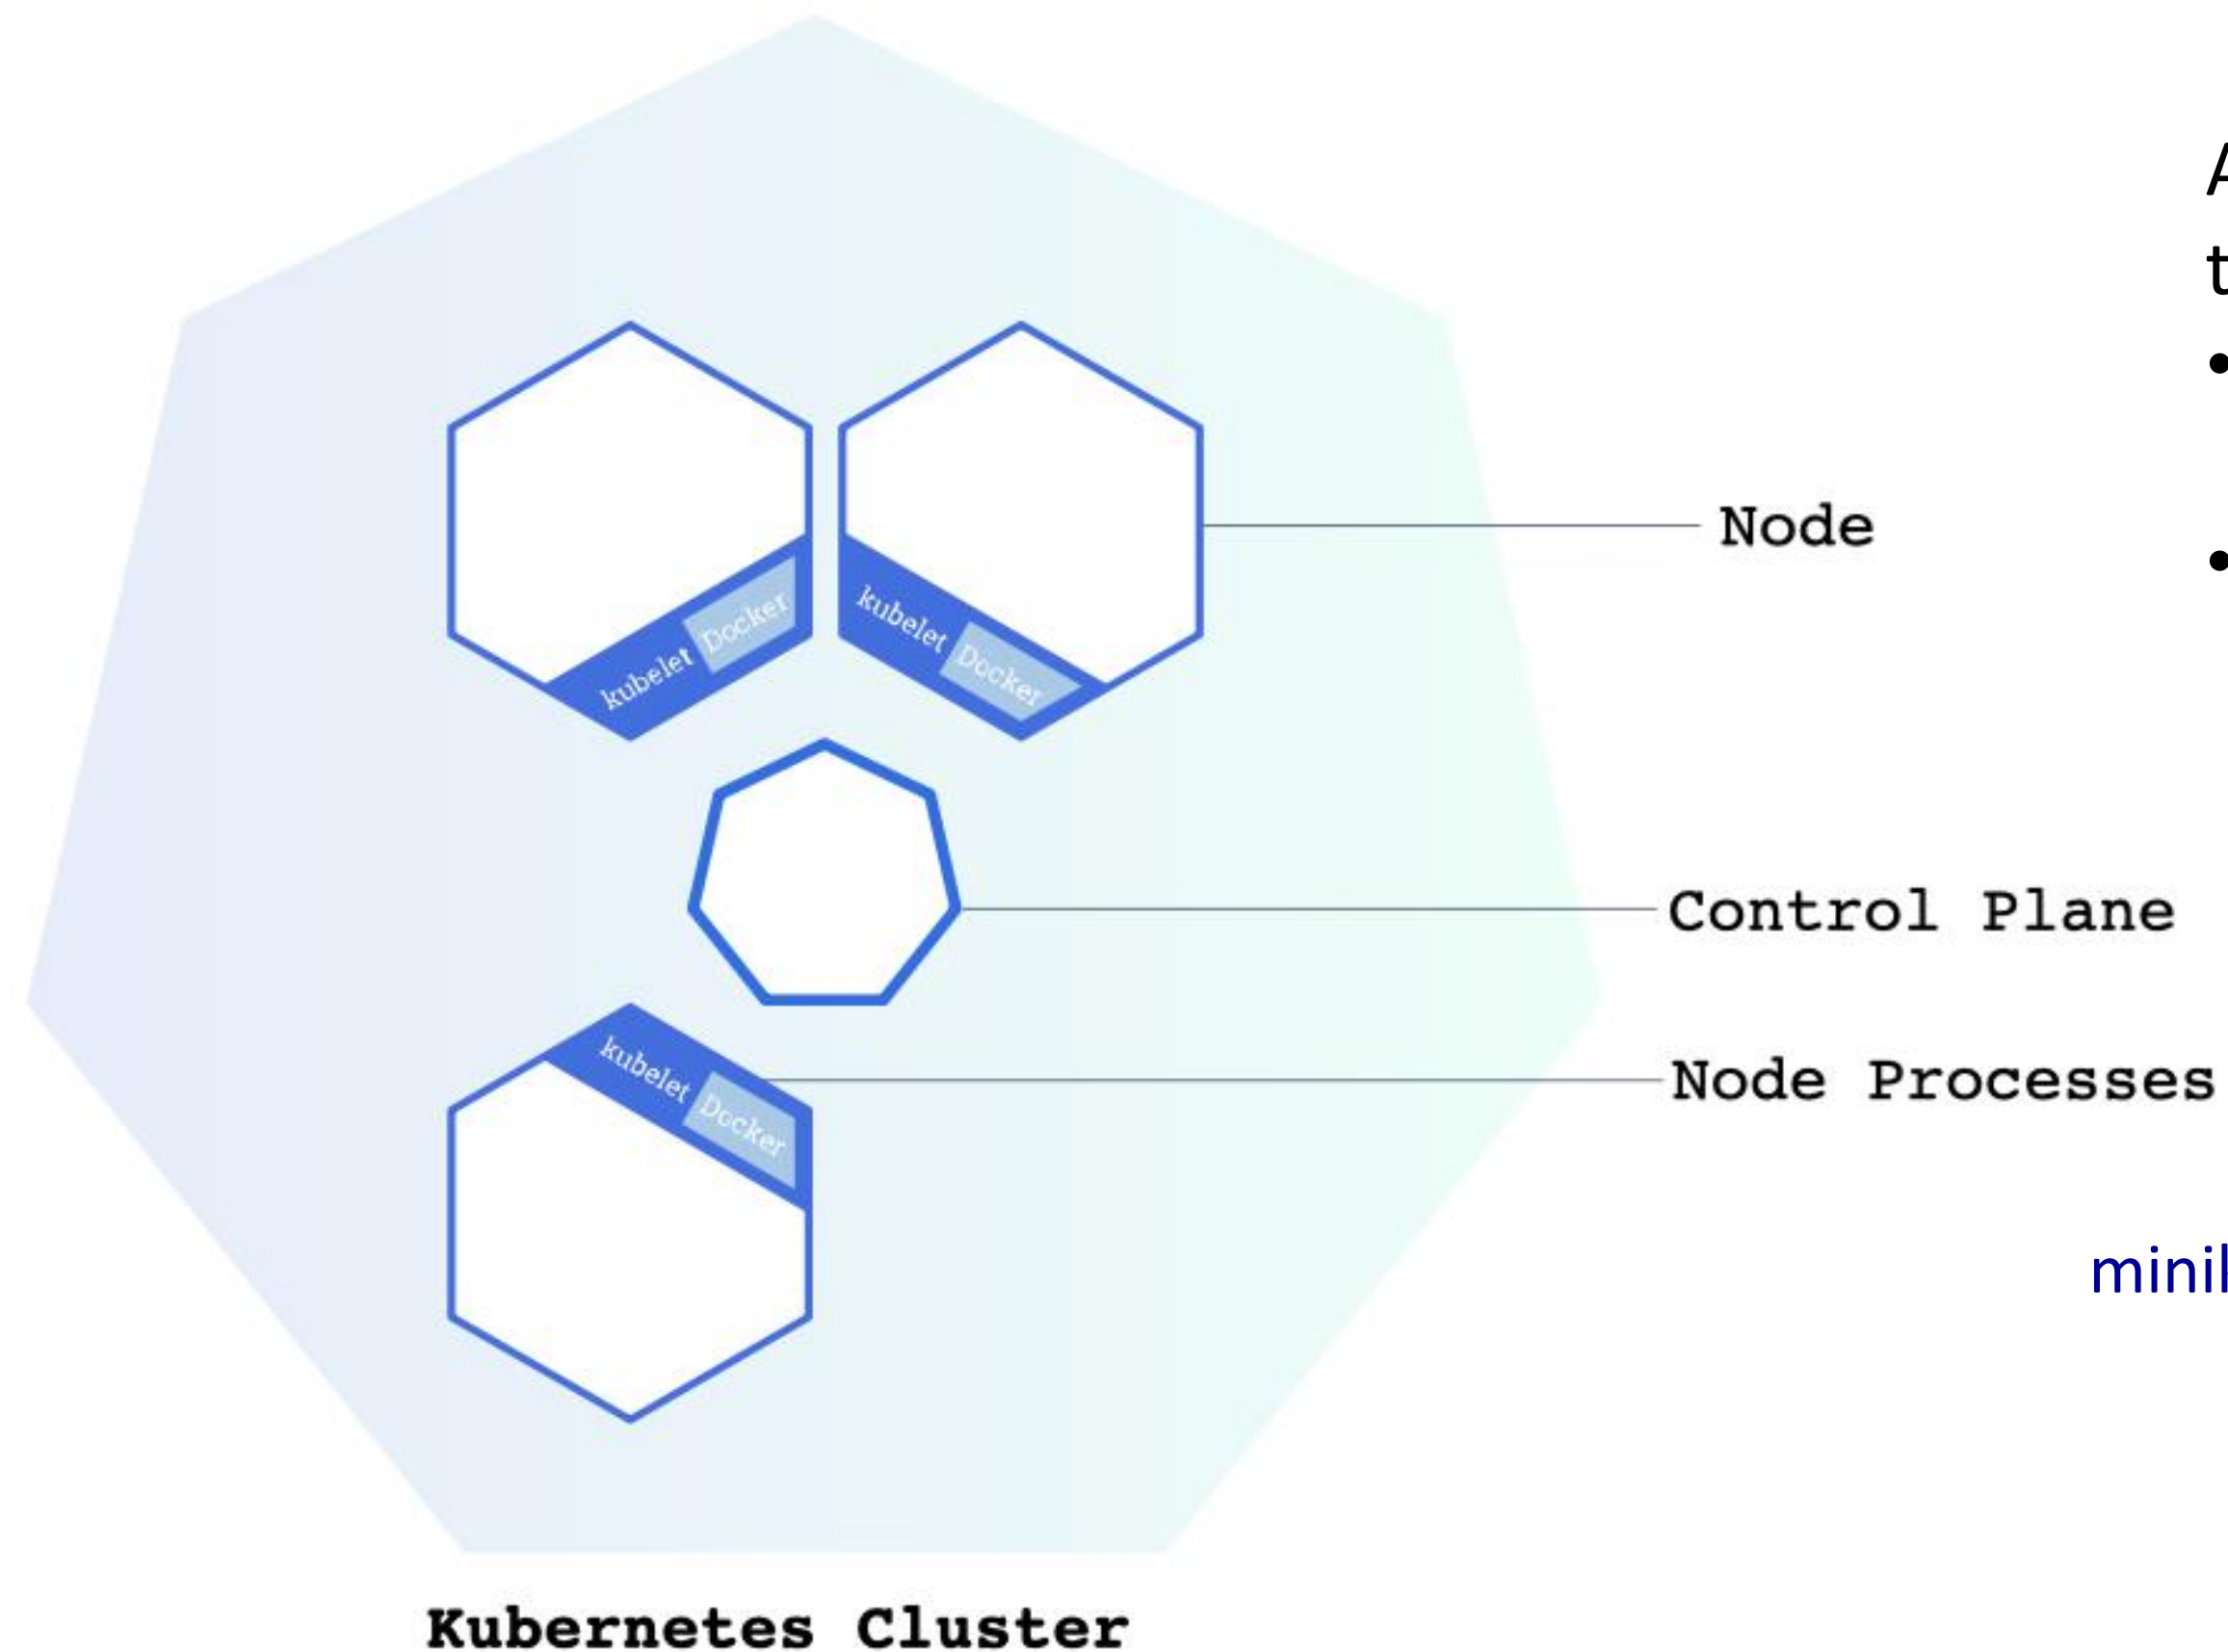 kubelet Docker
kubelet Docker
Node
Control Plane
kubelet Docker
Node Processes
Kubernetes Cluster
A
t
•
•